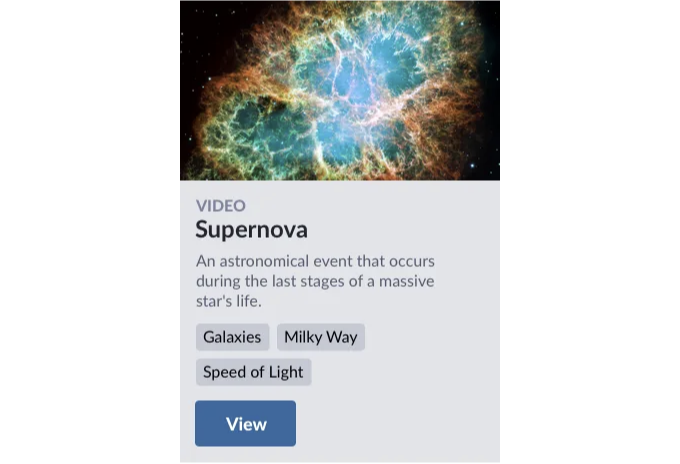 VIDEO
Supernova
An astronomical event that occurs
during the last stages of a massive
star's life.
Galaxies Milky Way
Speed of Light
View